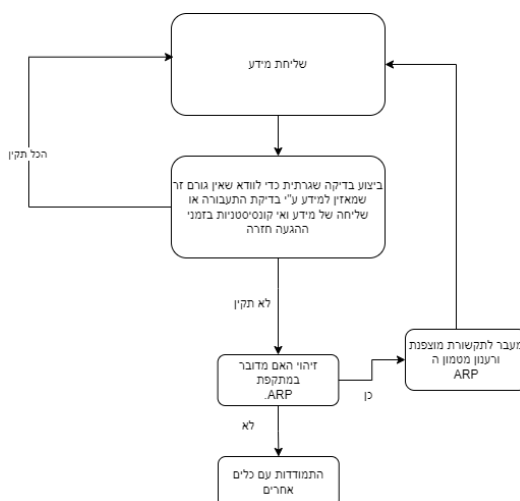 שליחת מידע
הכל תקין
ביצוע בדיקה שגרתית כדי לוודא שאין גורם זר
שמאזין למידע ע"י בדיקת התעבורה או
שליחה של מידע ואי קונסיסטניות בזמני
ההגעה חזרה
לא תקין
מעבר לתקשורת מוצפנת
ורענון מטמון ה
ARP
זיהוי האם מדובר
במתקפת
ARP.
כן
לא
התמודדות עם כלים
אחרים